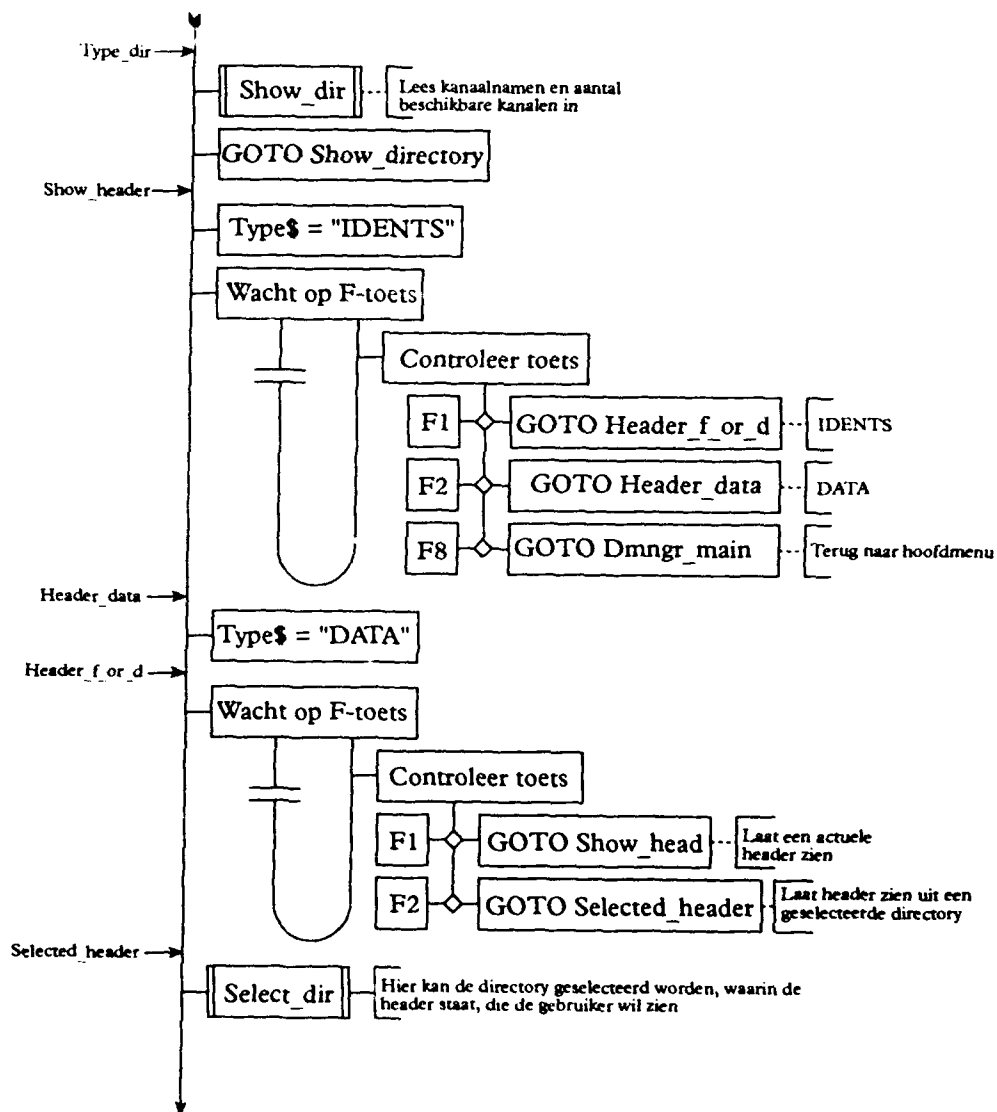 Type_dir
Show_dir
Lees kanaalnamen en aantal
beschikbare kanalen in
GOTO Show_directory
Show_header
Type$ = "IDENTS"
Wacht op F-toets
Controleer toets
F1
GOTO Header_f_or_d
IDENTS
F2
GOTO Header_data
DATA
F8
GOTO Dmngr_main
Terug naar hoofdmenu
Header_data
Type$ = "DATA"
Header_f_or_d
Wacht op F-toets
Controleer toets
F1
GOTO Show_head
Laat een actuele
header zien
F2
GOTO Selected_header
Laat header zien uit een
geselecteerde directory
Selected_header
Select_dir
Hier kan de directory geselecteerd worden, waarin de
header staat, die de gebruiker wil zien